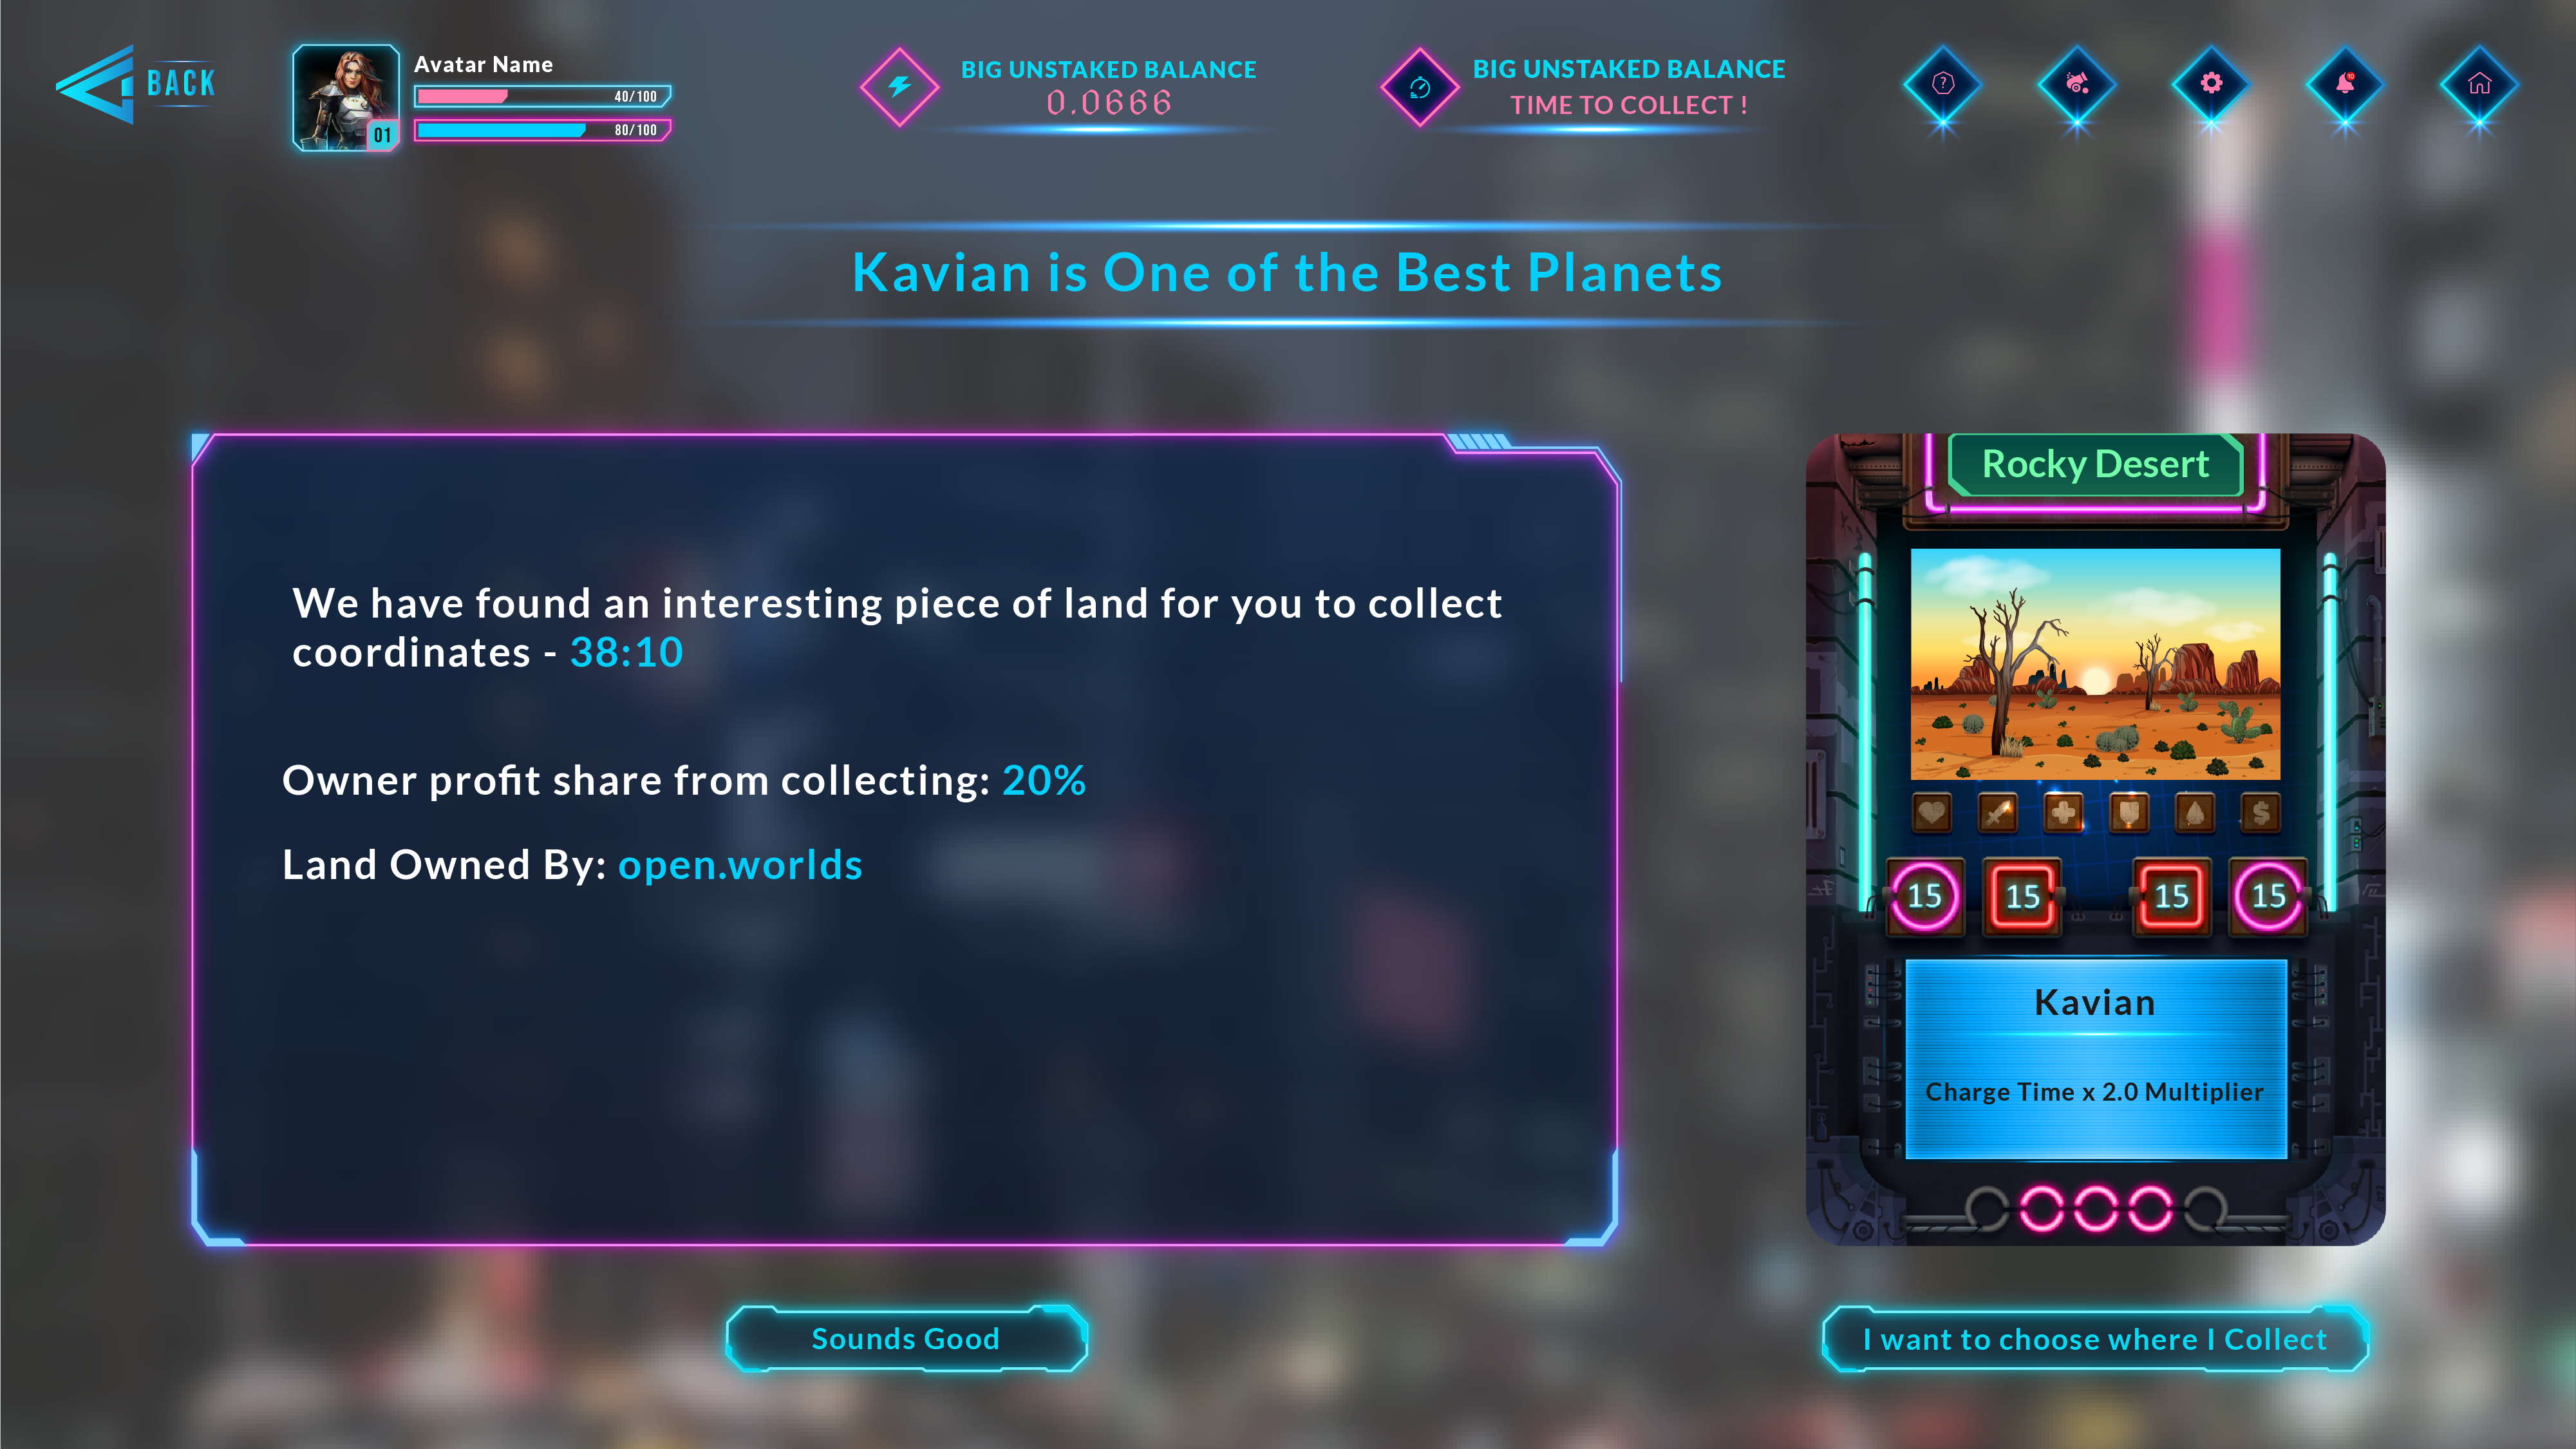 BACK
Avatar Name
40/100
80/100
01
BIG UNSTAKED BALANCE
0.0666
BIG UNSTAKED BALANCE
TIME TO COLLECT !
?
10
Kavian is One of the Best Planets
We have found an interesting piece of land for you to collect
coordinates - 38:10
Owner profit share from collecting: 20%
Land Owned By: open.worlds
Rocky Desert
$
15 15 15 15
Kavian
Charge Time x 2.0 Multiplier
Sounds Good
I want to choose where I Collect